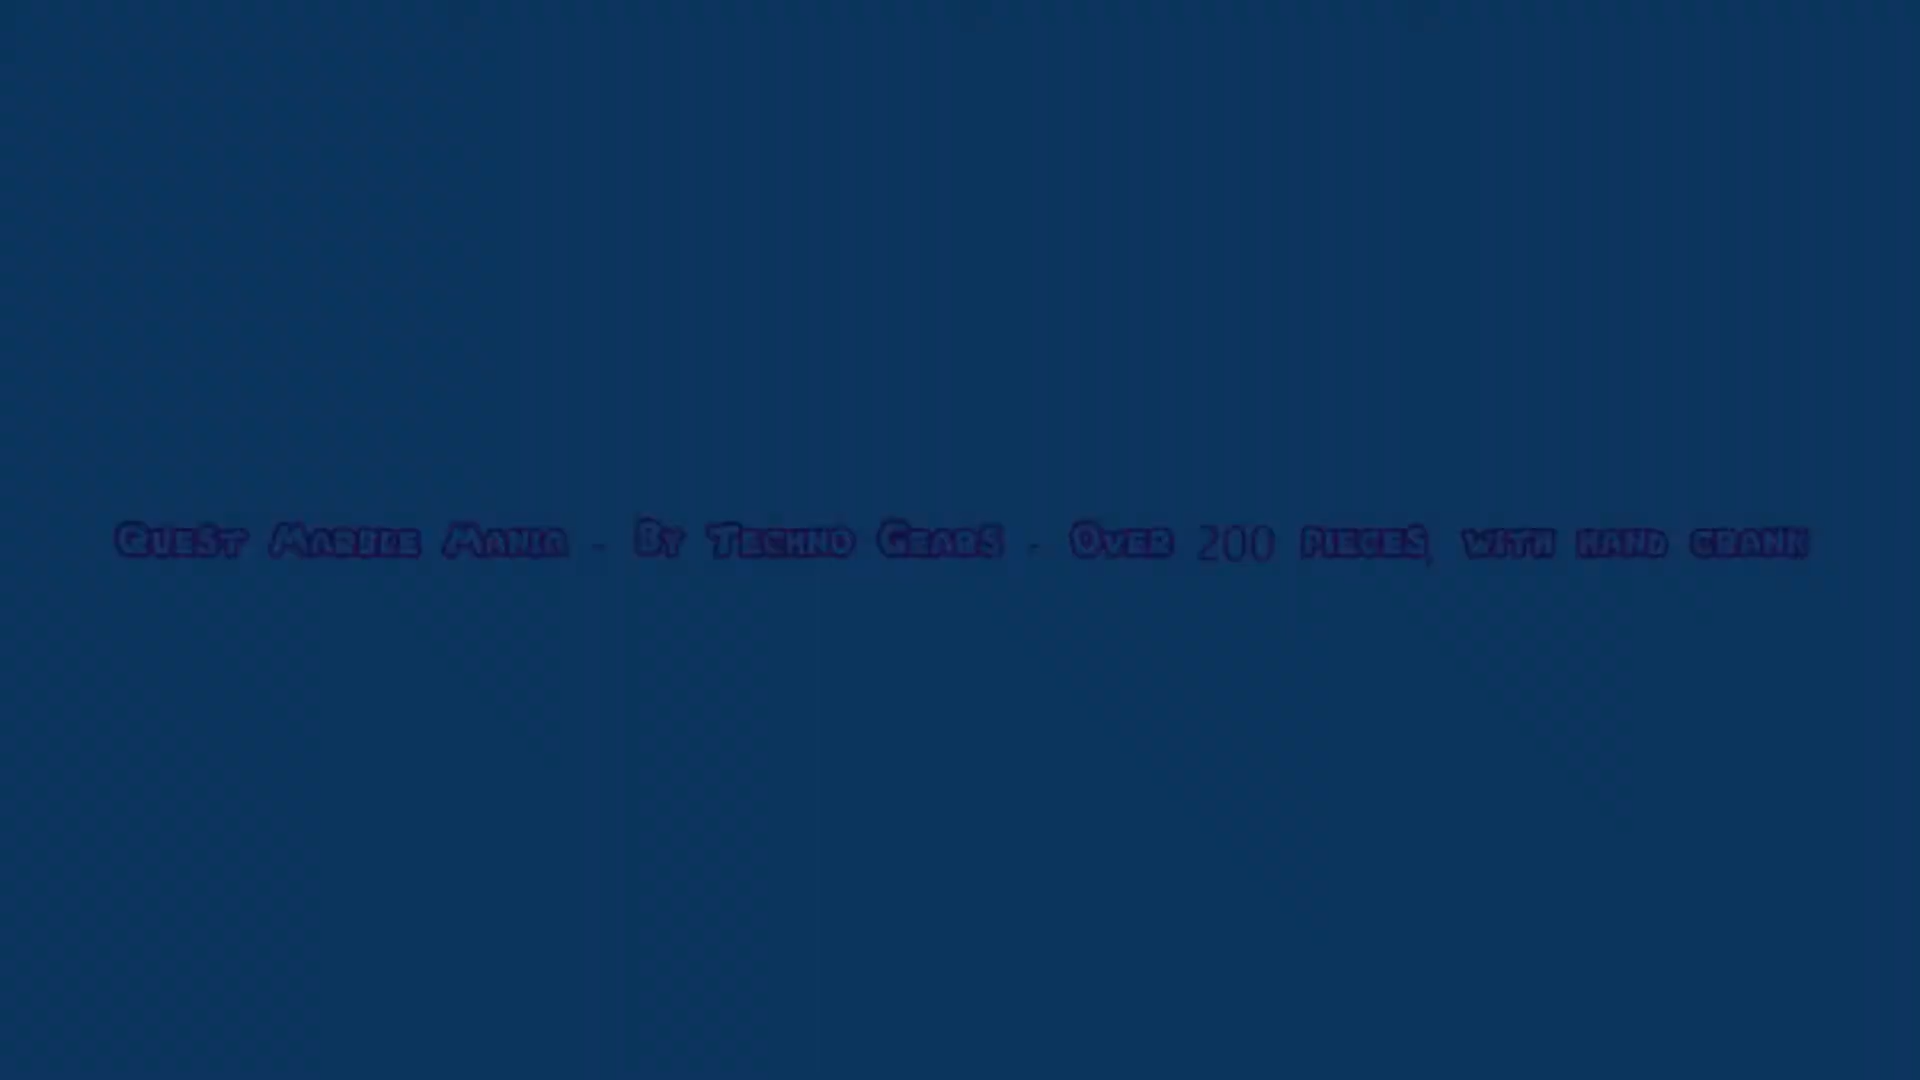 Quest Marble Mania - By Techno Gears - Over 200 pieces, with hand crank